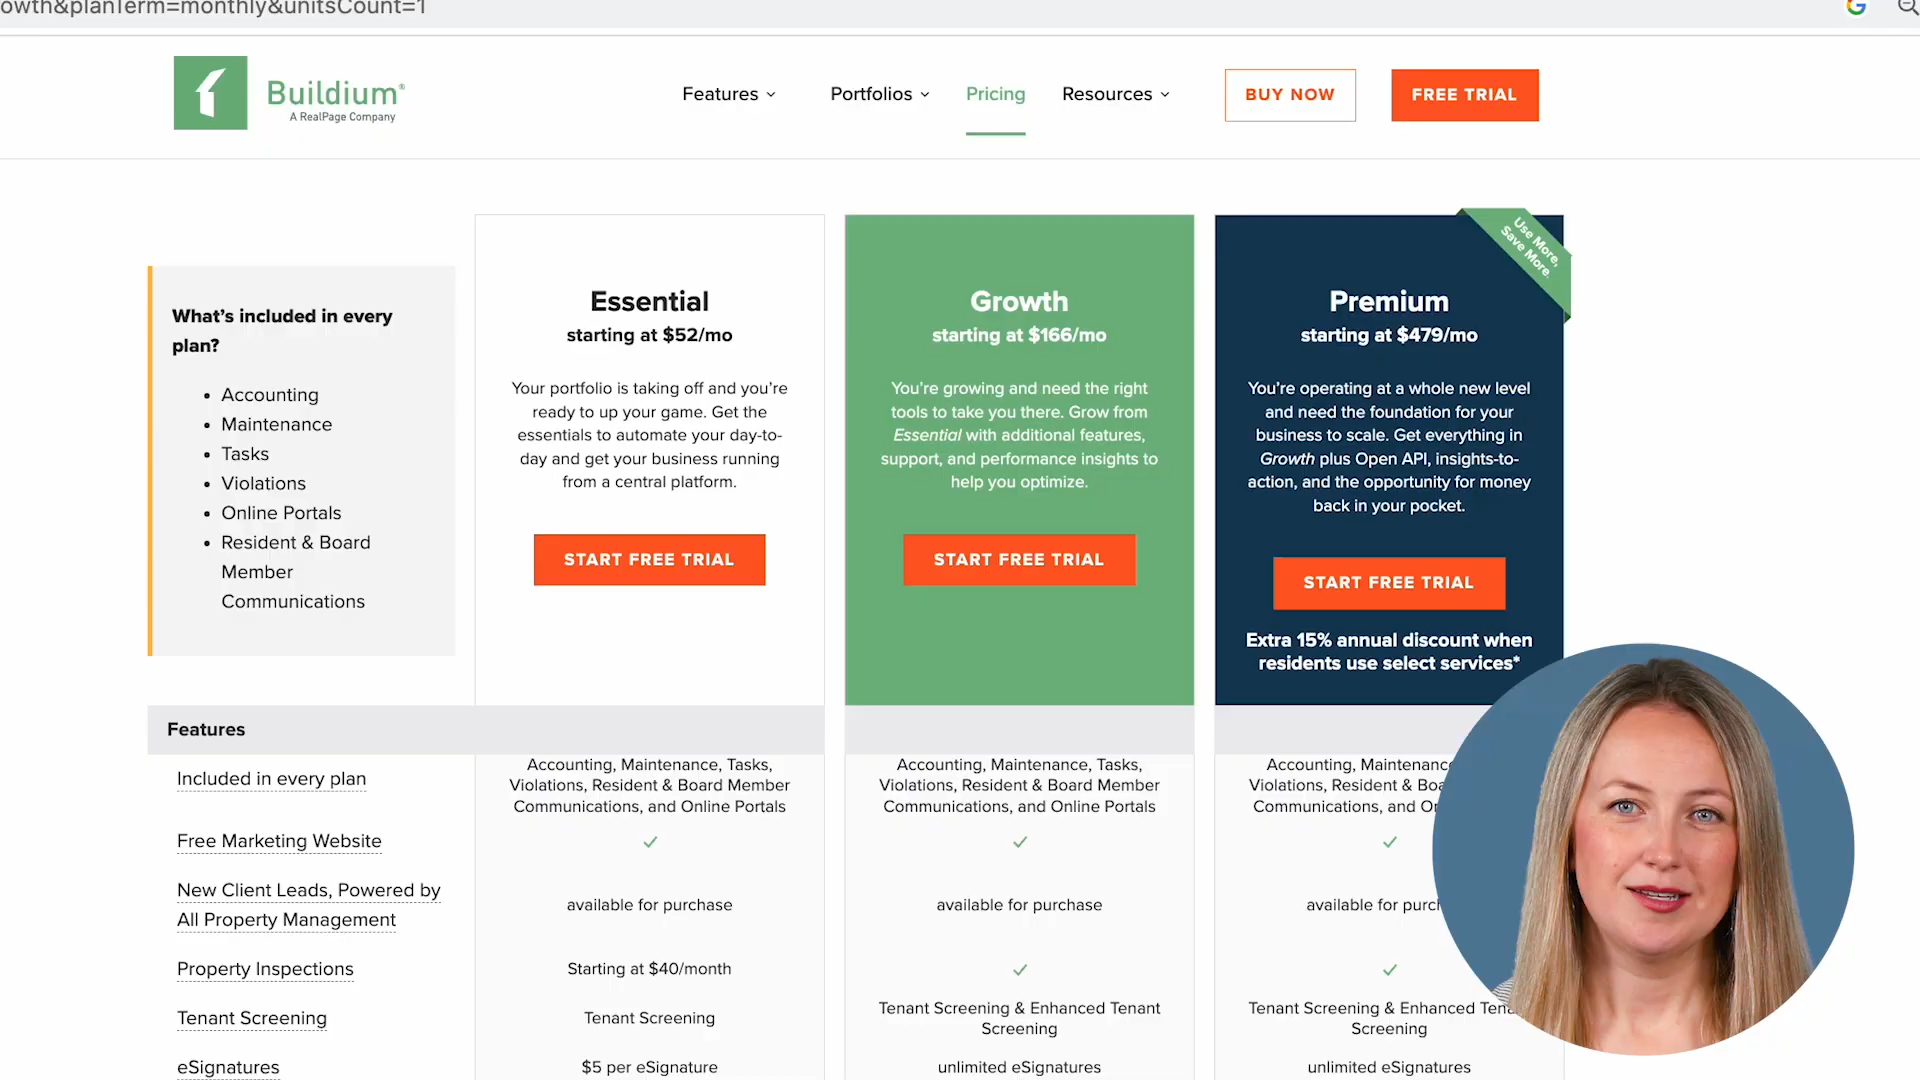 owth&planTerm=monthly&unitsCount=1
Buildium®
A RealPage Company
Features
Portfolios
Pricing
Resources
BUY NOW
FREE TRIAL
What's included in every
plan?
Accounting
Maintenance
Tasks
Violations
Online Portals
Resident & Board
Member
Communications
Essential
starting at $52/mo
Your portfolio is taking off and you're
ready to up your game. Get the
essentials to automate your day-to-
day and get your business running
from a central platform.
START FREE TRIAL
Growth
starting at $166/mo
You're growing and need the right
tools to take you there. Grow from
Essential with additional features,
support, and performance insights to
help you optimize.
START FREE TRIAL
Use More,
Save More.
Premium
starting at $479/mo
You're operating at a whole new level
and need the foundation for your
business to scale. Get everything in
Growth plus Open API, insights-to-
action, and the opportunity for money
back in your pocket.
START FREE TRIAL
Extra 15% annual discount when
residents use select services*
Features
Included in every plan
Accounting, Maintenance, Tasks,
Violations, Resident & Board Member
Communications, and Online Portals
Accounting, Maintenance, Tasks,
Violations, Resident & Board Member
Communications, and Online Portals
Accounting, Maintenance
Violations, Resident & Boa
Communications, and On
Free Marketing Website
New Client Leads, Powered by
All Property Management
available for purchase
available for purchase
available for purch
Property Inspections
Starting at $40/month
Tenant Screening
Tenant Screening
Tenant Screening & Enhanced Tenant
Screening
Tenant Screening & Enhanced Ten
Screening
eSignatures
$5 per eSignature
unlimited eSignatures
unlimited eSignatures